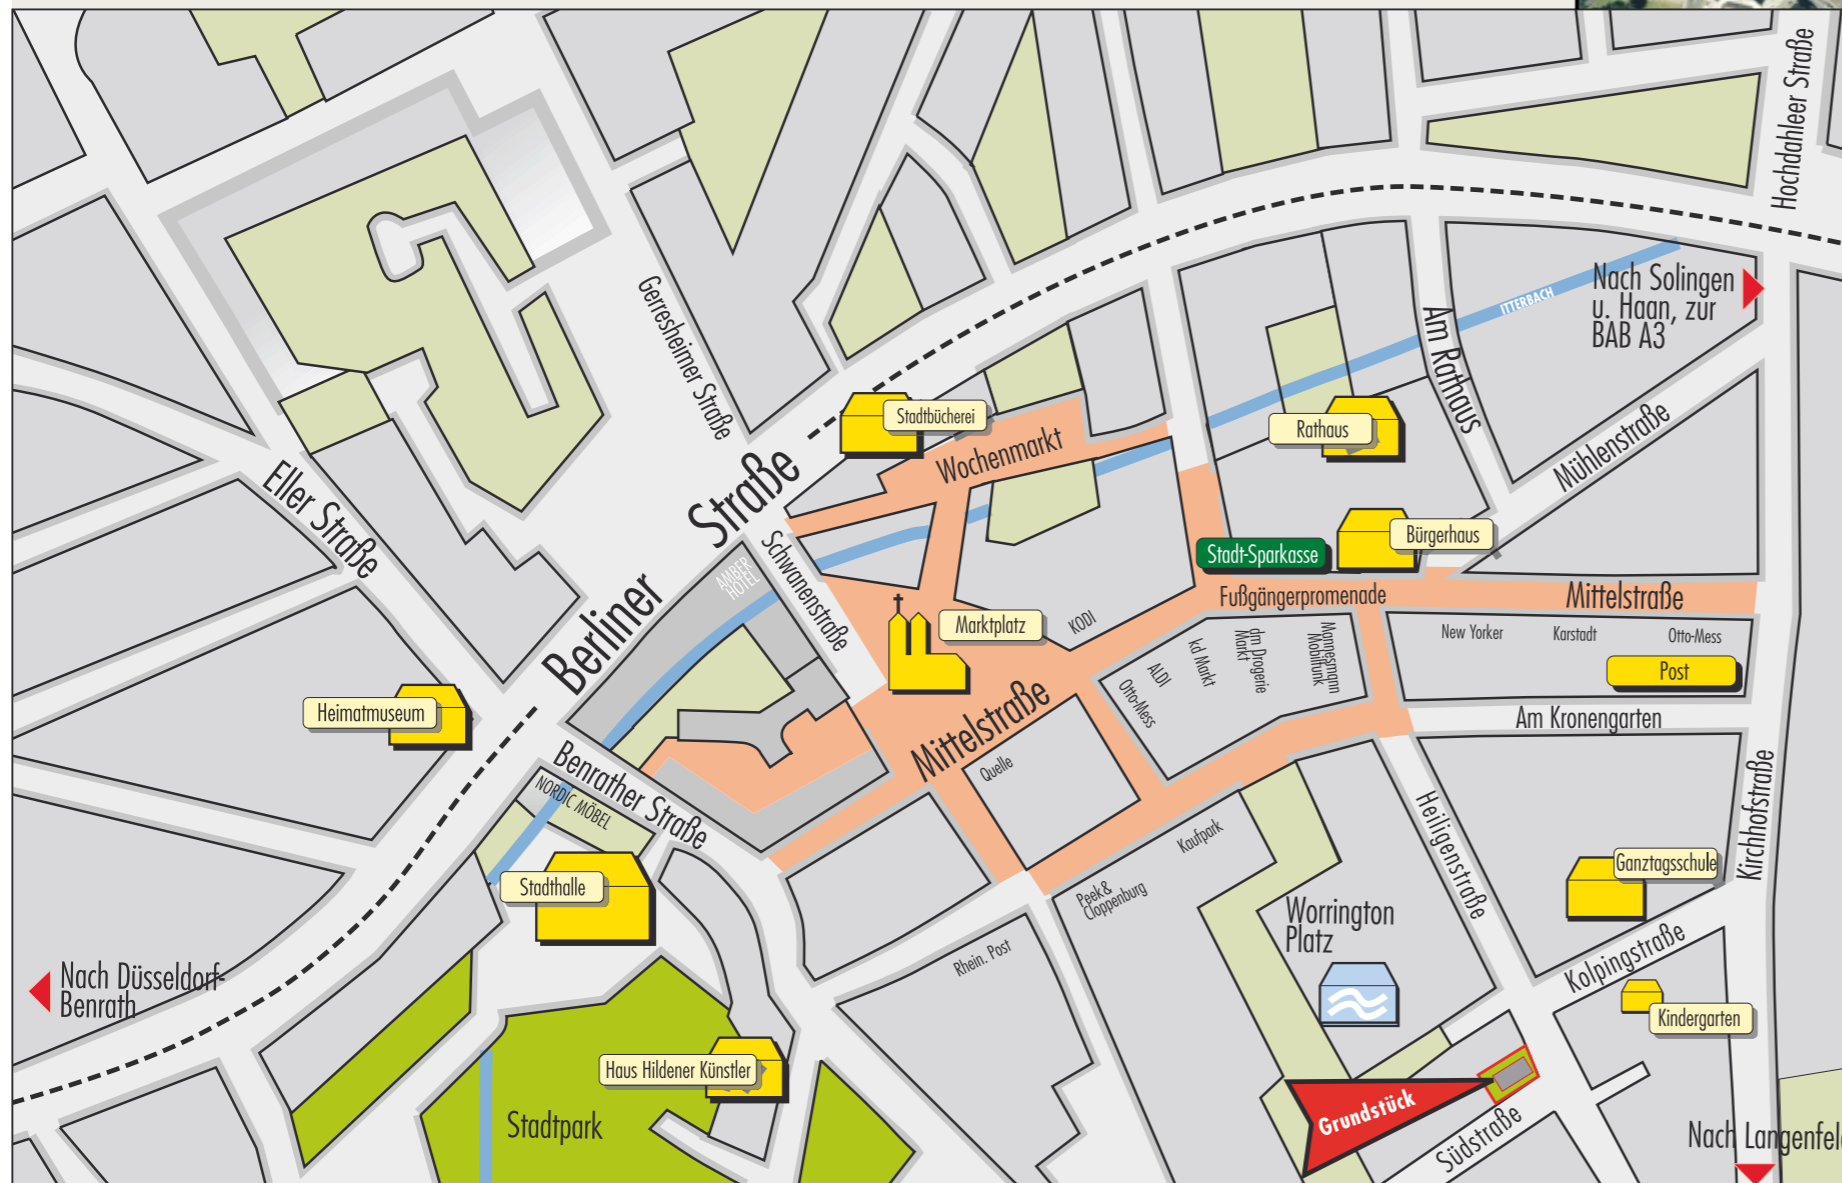 Hochdahleer Straße
Nach Solingen
u. Haan, zur
BAB A3
ITTERBACH
Am Rathaus
Gerresheimer Straße
Stadtbücherei
Rathaus
Wochenmarkt
Mühlenstraße
Eller Straße
Berliner Straße
Schwanenstraße
AMBER
HOTEL
Stadt-Sparkasse
Bürgerhaus
Fußgängerpromenade
Mittelstraße
Marktplatz
KODI
New Yorker
Karstadt
Otto-Mess
Post
Otto-Mess
ALDI
kd Markt
dm Drogerie
Markt
Mannesmann
Mobilfunk
Am Kronengarten
Heimatmuseum
Mittelstraße
Quelle
Benrather Straße
NORDIC MÖBEL
Kaufpark
Heiligenstraße
Kirchhofstraße
Ganztagsschule
Stadthalle
Peek&
Cloppenburg
Worrington
Platz
Rhein. Post
Kolpingstraße
Nach Düsseldorf-
Benrath
Kindergarten
Haus Hildener Künstler
Stadtpark
Grundstück
Südstraße
Nach Langenfel